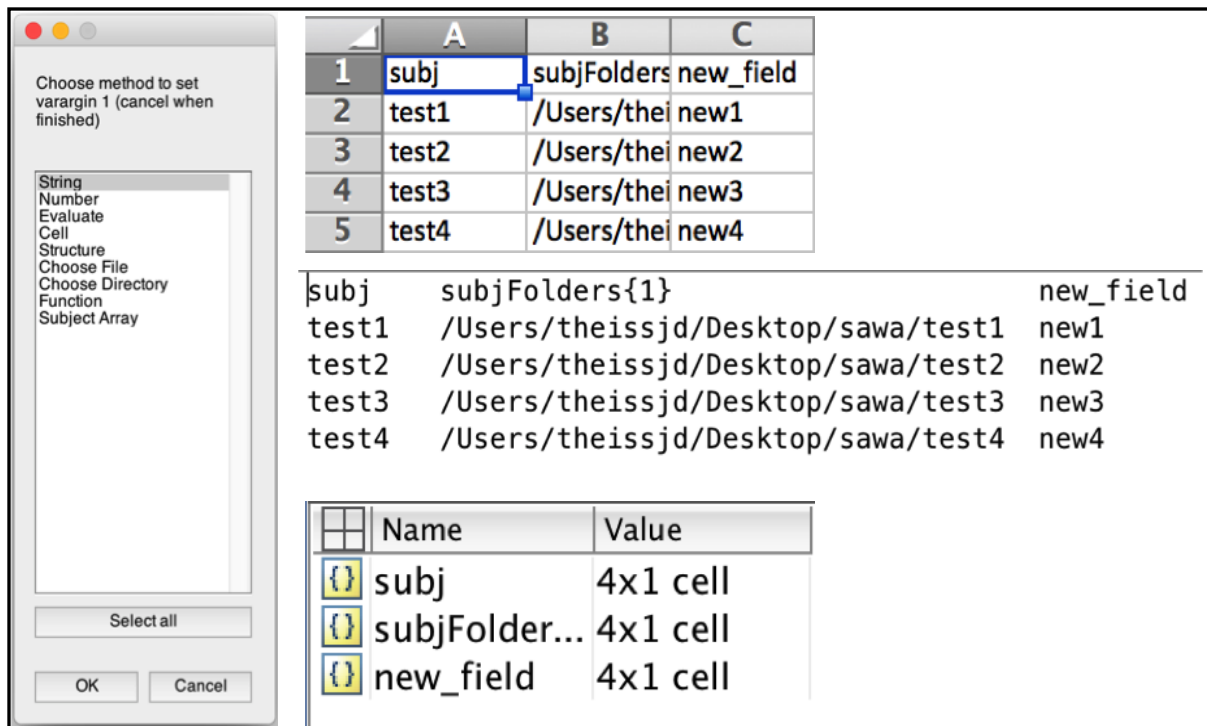 Choose method to set
varargin 1 (cancel when
finished)
String
Number
Evaluate
Cell
Structure
Choose File
Choose Directory
Function
Subject Array
Select all
OK Cancel
A B C
1 subj subjFolders new_field
2 test1 /Users/thei new1
3 test2 /Users/thei new2
4 test3 /Users/thei new3
5 test4 /Users/thei new4
subj subjFolders{1} new_field
test1 /Users/theissjd/Desktop/sawa/test1 new1
test2 /Users/theissjd/Desktop/sawa/test2 new2
test3 /Users/theissjd/Desktop/sawa/test3 new3
test4 /Users/theissjd/Desktop/sawa/test4 new4
Name Value
{} subj 4x1 cell
{} subjFolder... 4x1 cell
{} new_field 4x1 cell